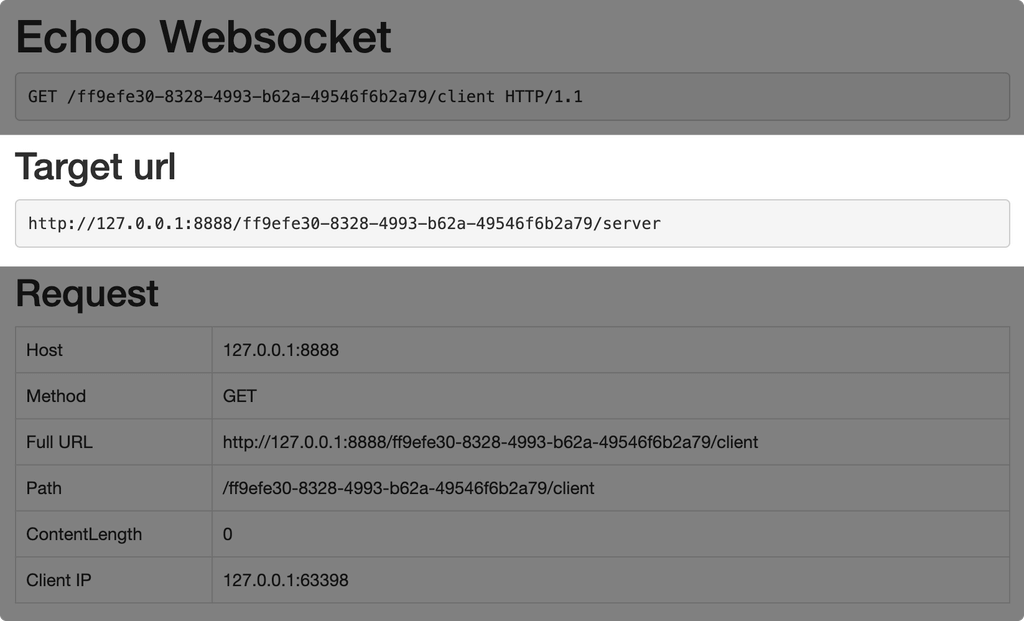 Echoo Websocket
GET /ff9efe30-8328-4993-b62a-49546f6b2a79/client HTTP/1.1
Target url
http://127.0.0.1:8888/ff9efe30-8328-4993-b62a-49546f6b2a79/server
Request
Host 127.0.0.1:8888
Method GET
Full URL http://127.0.0.1:8888/ff9efe30-8328-4993-b62a-49546f6b2a79/client
Path /ff9efe30-8328-4993-b62a-49546f6b2a79/client
ContentLength 0
Client IP 127.0.0.1:63398